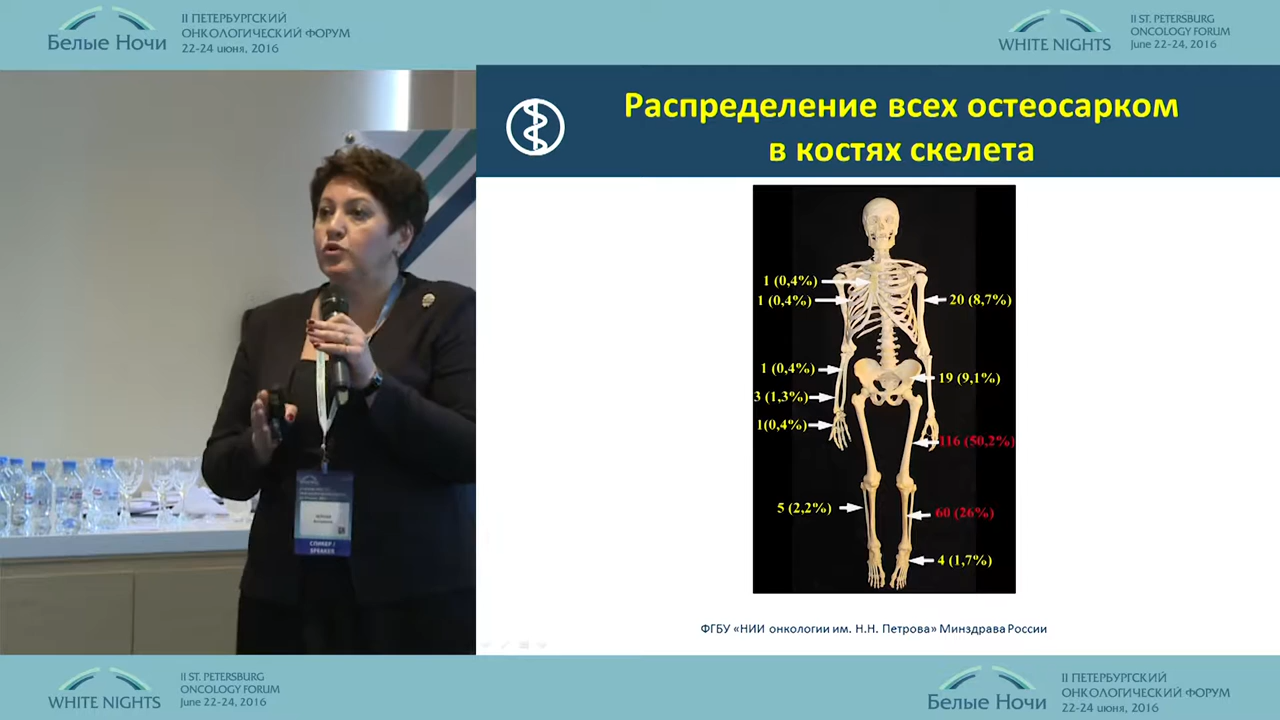 Белые Ночи
II ПЕТЕРБУРГСКИЙ
ОНКОЛОГИЧЕСКИЙ ФОРУМ
22-24 июня, 2016
WHITE NIGHTS
II ST. PETERSBURG
ONCOLOGY FORUM
June 22-24, 2016
Распределение всех остеосарком
в костях скелета
1 (0,4%)
1 (0,4%)
20 (8,7%)
1 (0,4%)
19 (9,1%)
3 (1,3%)
1(0,4%)
116 (50,2%)
5 (2,2%)
60 (26%)
4 (1,7%)
ФГБУ «НИИ онкологии им. Н.Н. Петрова» Минздрава России
СПИКЕР /
SPEAKER
WHITE NIGHTS
II ST. PETERSBURG
ONCOLOGY FORUM
June 22-24, 2016
Белые Ночи
II ПЕТЕРБУРГСКИЙ
ОНКОЛОГИЧЕСКИЙ ФОРУМ
22-24 июня, 2016